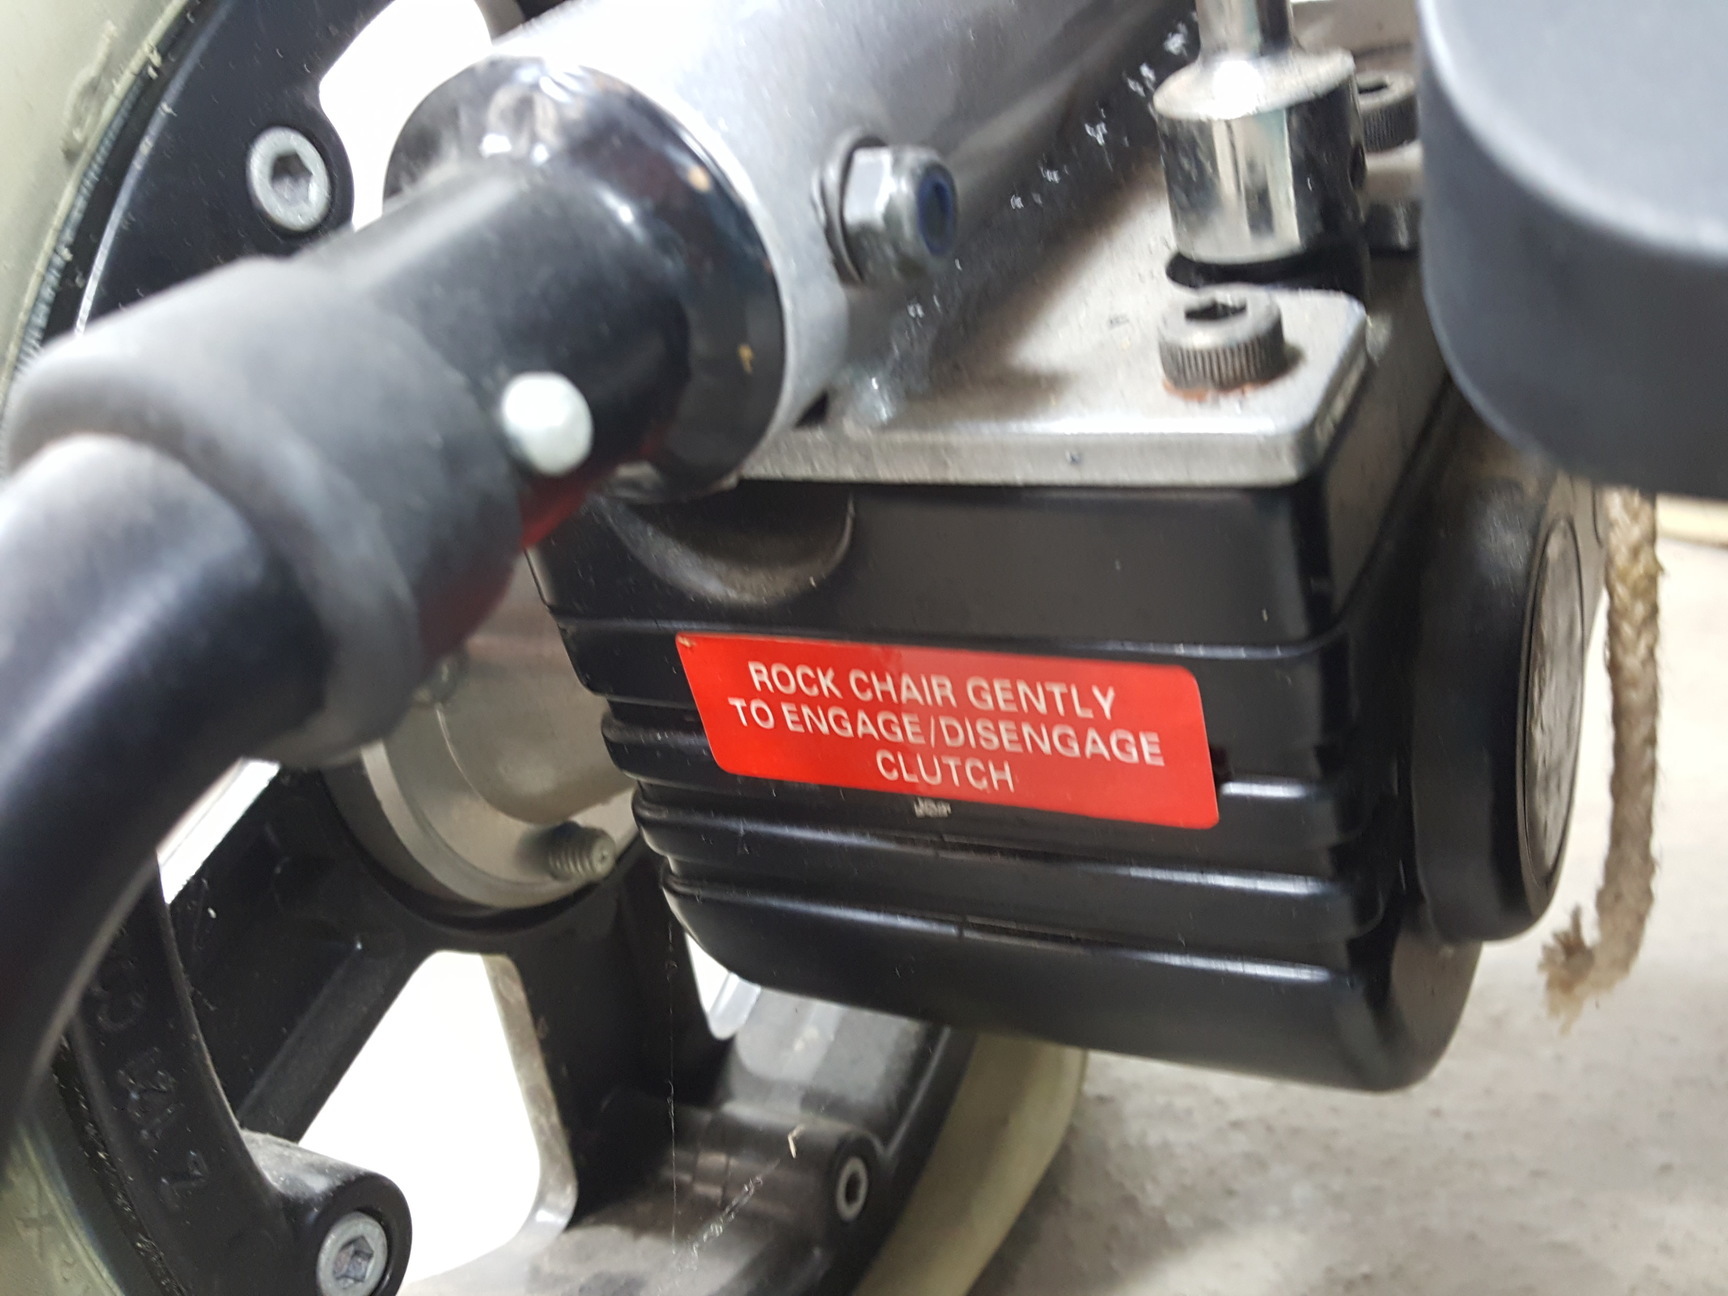 ROCK CHAIR GENTLY
TO ENGAGE/DISENGAGE
CLUTCH